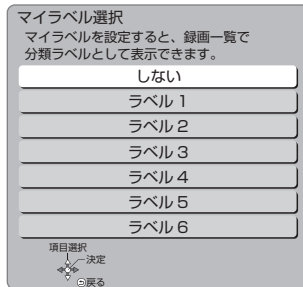 マイラベル選択
マイラベルを設定すると、録画一覧で
分類ラベルとして表示できます。
しない
ラベル 1
ラベル 2
ラベル 3
ラベル 4
ラベル 5
ラベル 6
項目選択
決定
戻る